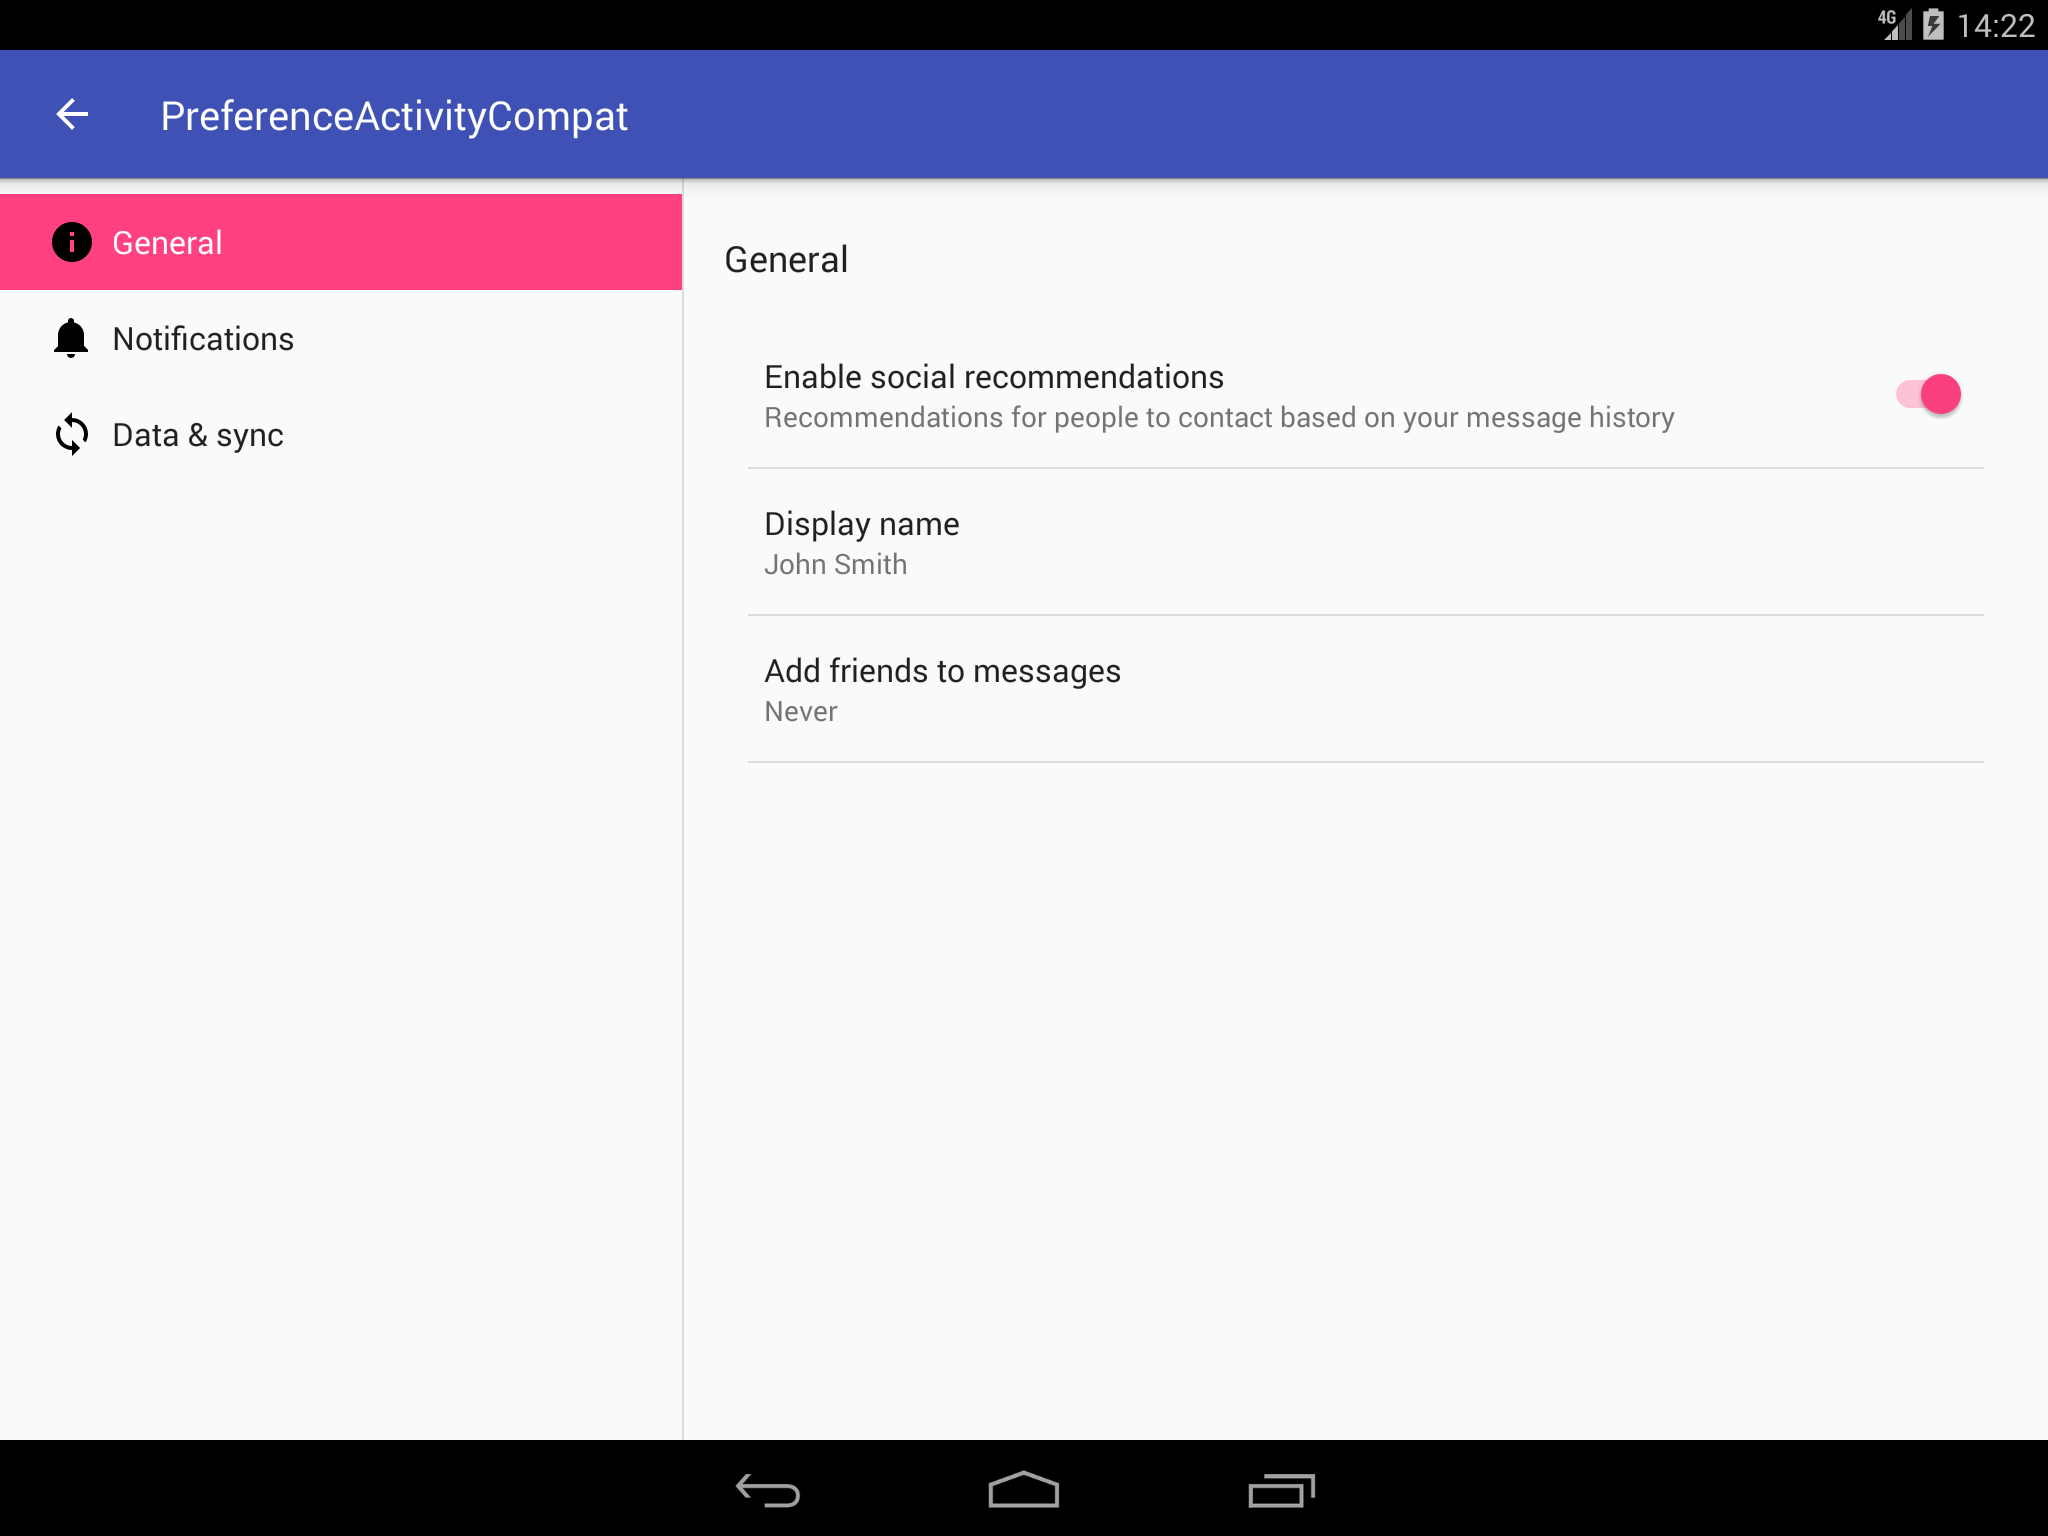 4G 14:22
PreferenceActivityCompat
General
Notifications
Data & sync
General
Enable social recommendations
Recommendations for people to contact based on your message history
Display name
John Smith
Add friends to messages
Never